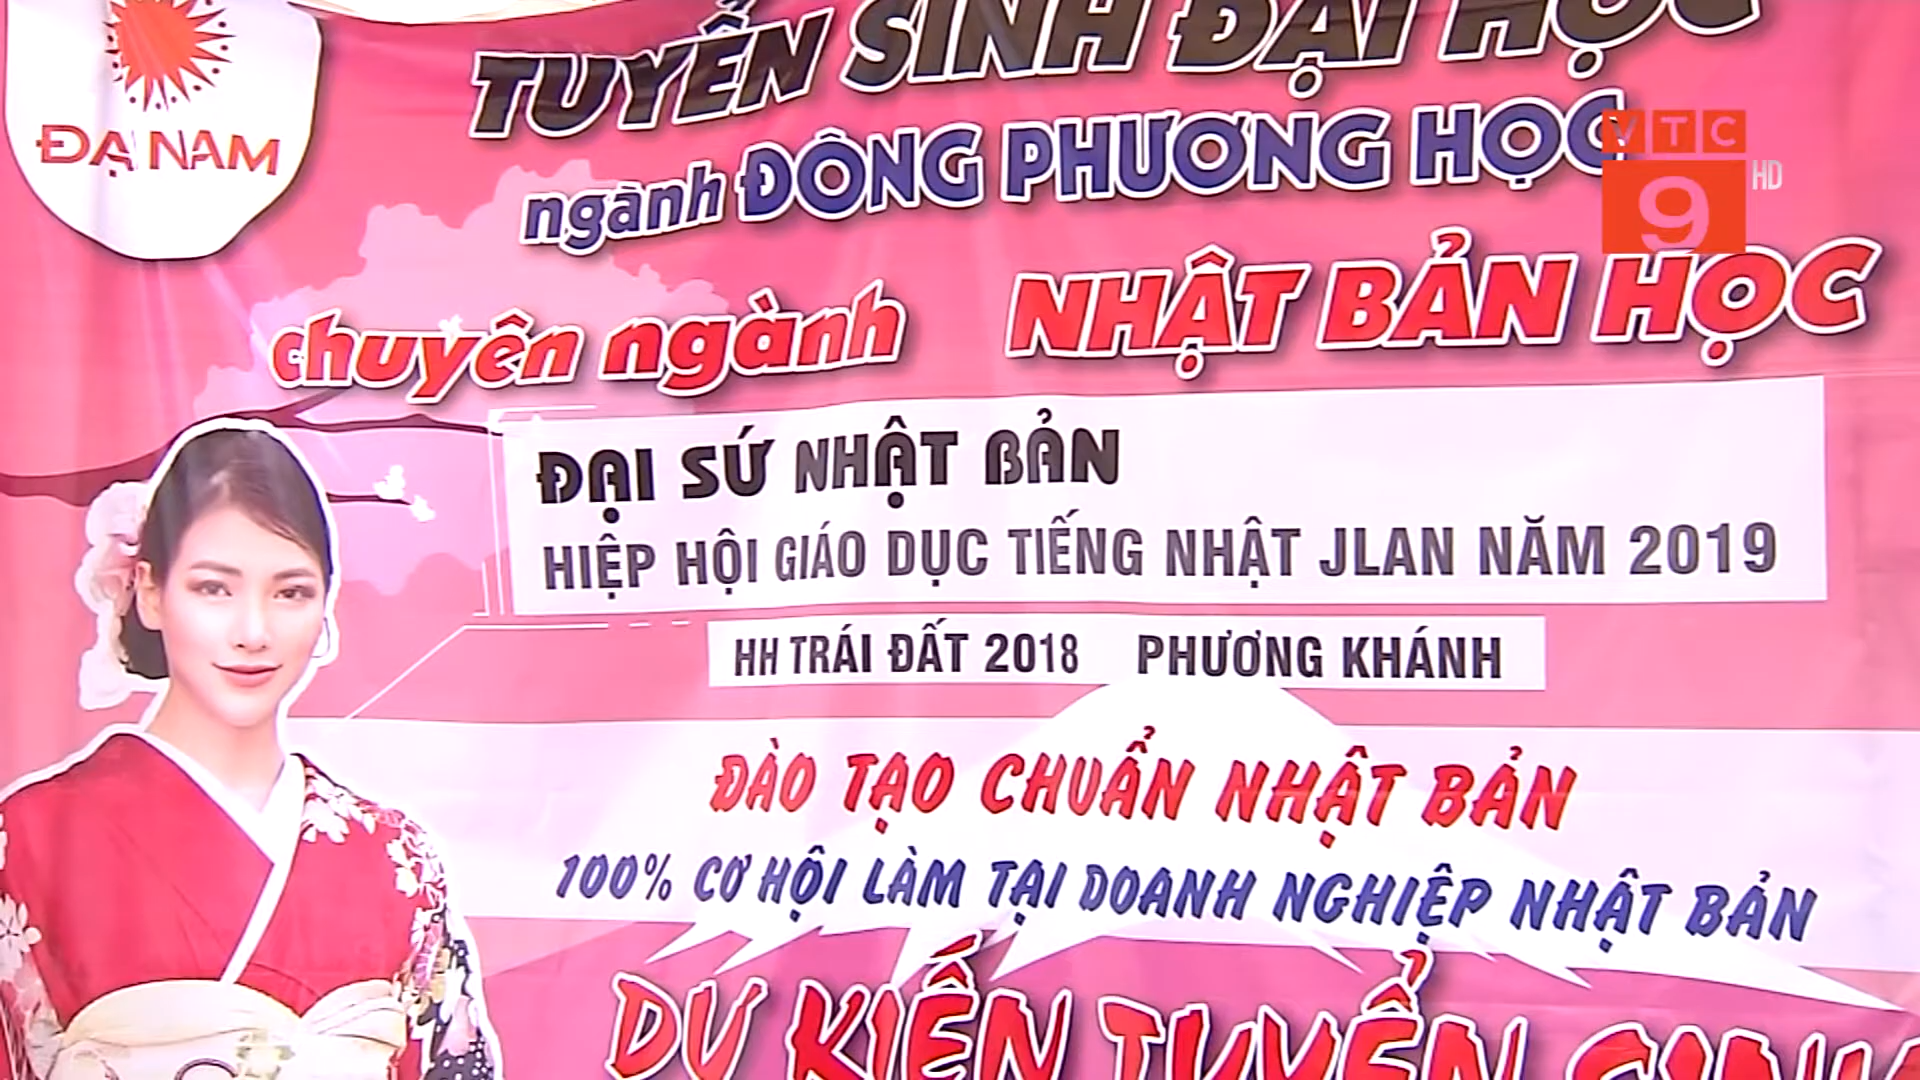 TUYỂN SINH ĐẠI HỌC
ĐẠI NAM
ngành ĐÔNG PHƯƠNG HỌC
VTC
9
HD
chuyên ngành NHẬT BẢN HỌC
ĐẠI SỨ NHẬT BẢN
HIỆP HỘI GIÁO DỤC TIẾNG NHẬT JLAN NĂM 2019
HH TRÁI ĐẤT 2018 PHƯƠNG KHÁNH
ĐÀO TẠO CHUẨN NHẬT BẢN
100% CƠ HỘI LÀM TẠI DOANH NGHIỆP NHẬT BẢN
DỰ KIẾN TUYỂN SINH